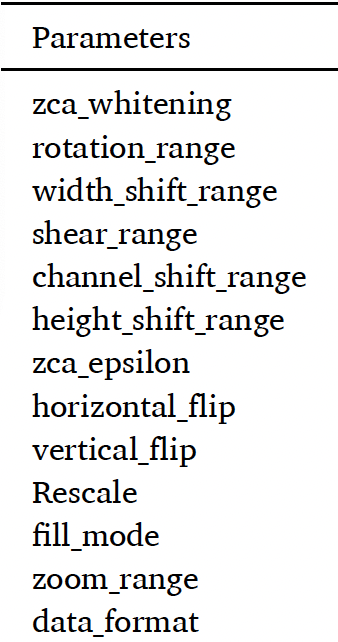 Parameters
zca_whitening
rotation_range
width_shift_range
shear_range
channel_shift_range
height_shift_range
zca_epsilon
horizontal_flip
vertical_flip
Rescale
fill_mode
zoom_range
data_format